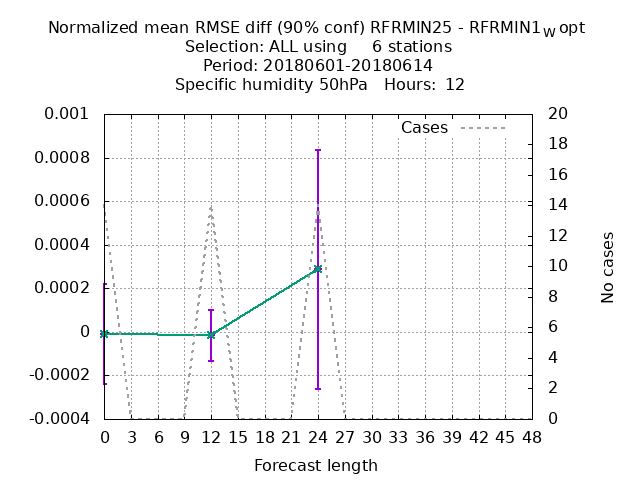 Normalized mean RMSE diff (90% conf) RFRMIN25 - RFRMIN1w opt
Selection: ALL using 6 stations
Period: 20180601-20180614
Specific humidity 50hPa Hours: 12
Cases
0.001
0.0008
0.0006
0.0004
0.0002
0
-0.0002
-0.0004
20
18
16
14
12
10
8
6
4
2
0
No cases
0 3 6 9 12 15 18 21 24 27 30 33 36 39 42 45 48
Forecast length